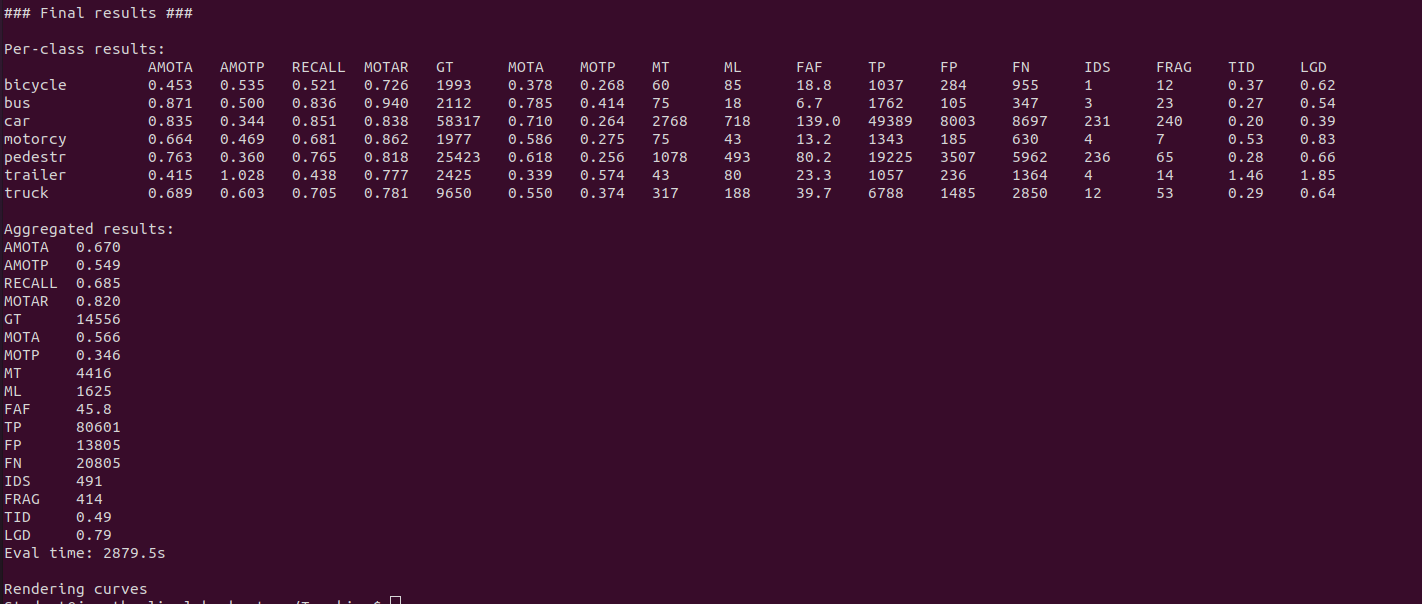 ### Final results ###
Per-class results:
AMOTA AMOTP RECALL MOTAR GT MOTA MOTP MT ML FAF TP FP FN IDS FRAG TID LGD
bicycle 0.453 0.535 0.521 0.726 1993 0.378 0.268 60 85 18.8 1037 284 955 1 12 0.37 0.62
bus 0.871 0.500 0.836 0.940 2112 0.785 0.414 75 18 6.7 1762 105 347 3 23 0.27 0.54
car 0.835 0.344 0.851 0.838 58317 0.710 0.264 2768 718 139.0 49389 8003 8697 231 240 0.20 0.39
motorcy 0.664 0.469 0.681 0.862 1977 0.586 0.275 75 43 13.2 1343 185 630 4 7 0.53 0.83
pedestr 0.763 0.360 0.765 0.818 25423 0.618 0.256 1078 493 80.2 19225 3507 5962 236 65 0.28 0.66
trailer 0.415 1.028 0.438 0.777 2425 0.339 0.574 43 80 23.3 1057 236 1364 4 14 1.46 1.85
truck 0.689 0.603 0.705 0.781 9650 0.550 0.374 317 188 39.7 6788 1485 2850 12 53 0.29 0.64
Aggregated results:
AMOTA 0.670
AMOTP 0.549
RECALL 0.685
MOTAR 0.820
GT 14556
MOTA 0.566
MOTP 0.346
MT 4416
ML 1625
FAF 45.8
TP 80601
FP 13805
FN 20805
IDS 491
FRAG 414
TID 0.49
LGD 0.79
Eval time: 2879.5s
Rendering curves